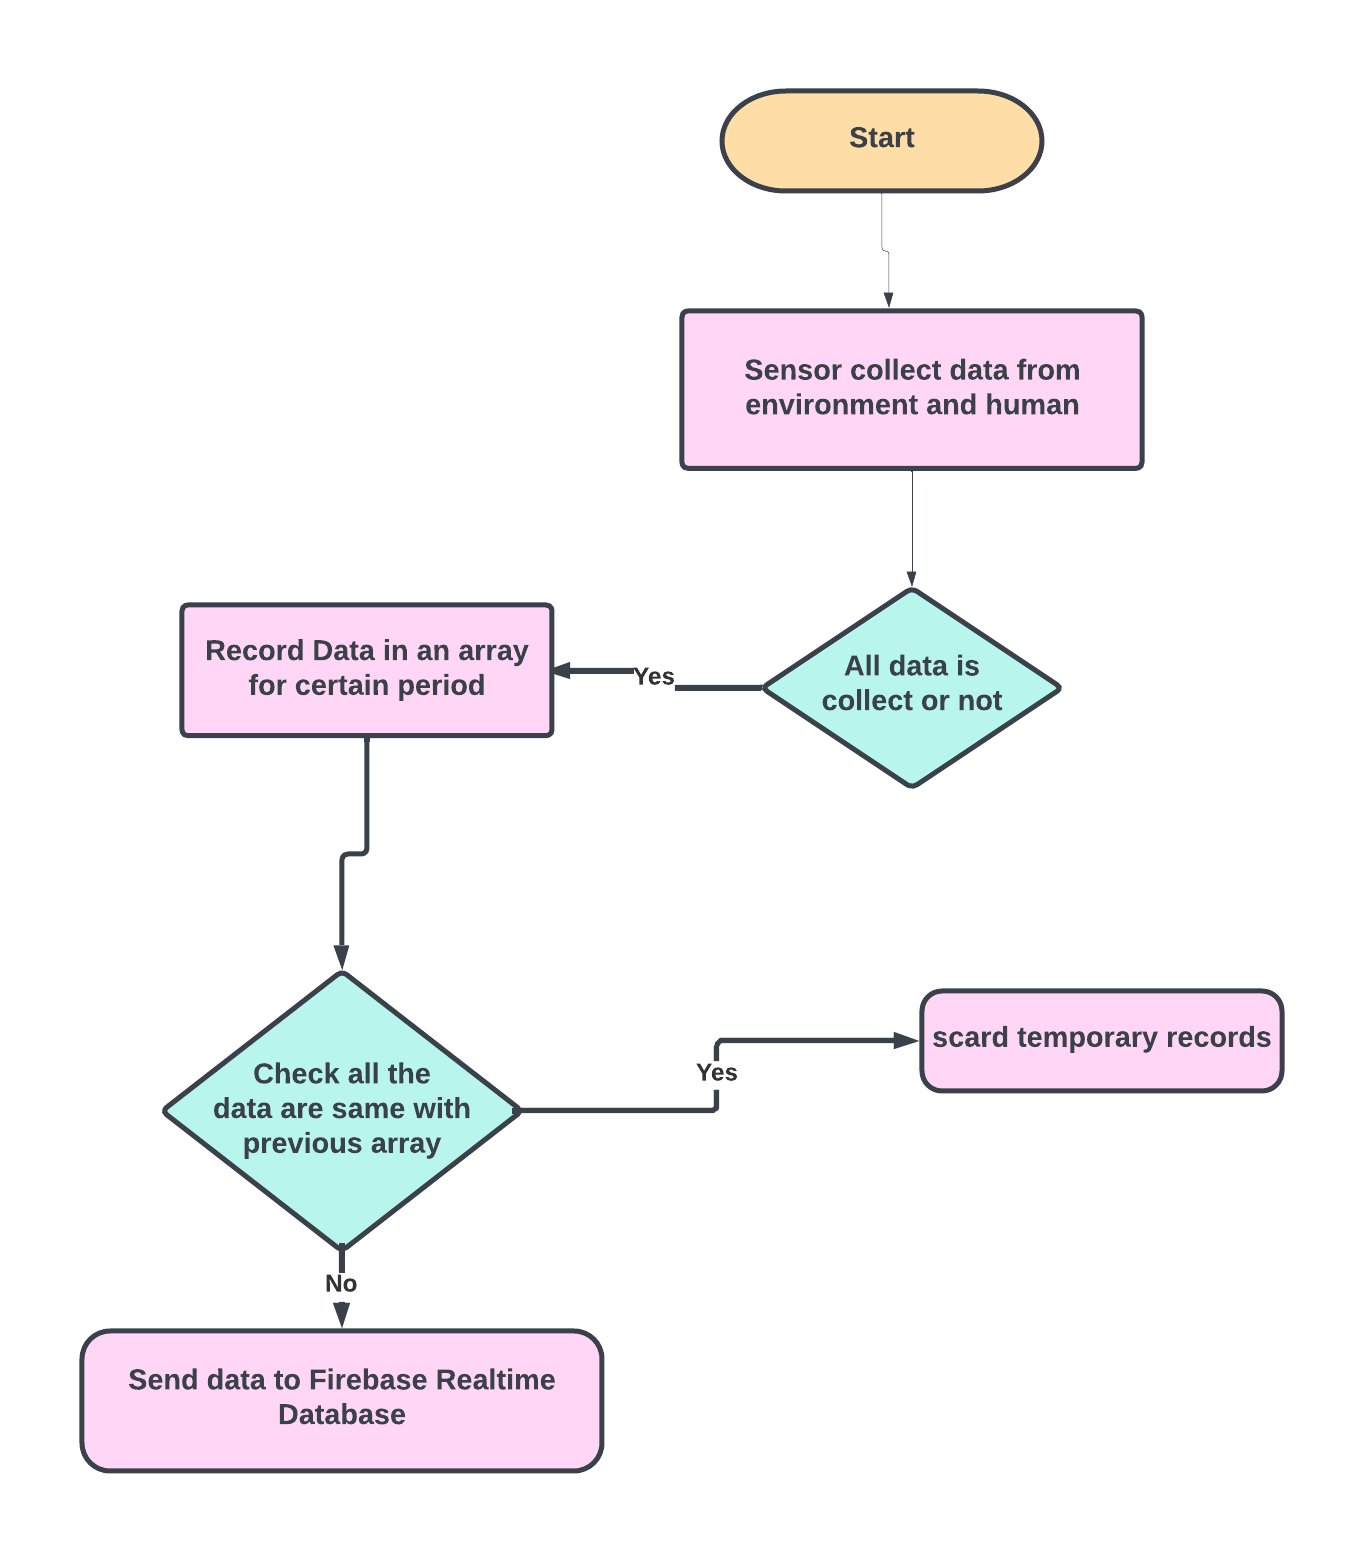 Start
Sensor collect data from
environment and human
All data is
collect or not
Yes
Record Data in an array
for certain period
Check all the
data are same with
previous array
Yes
scard temporary records
No
Send data to Firebase Realtime
Database